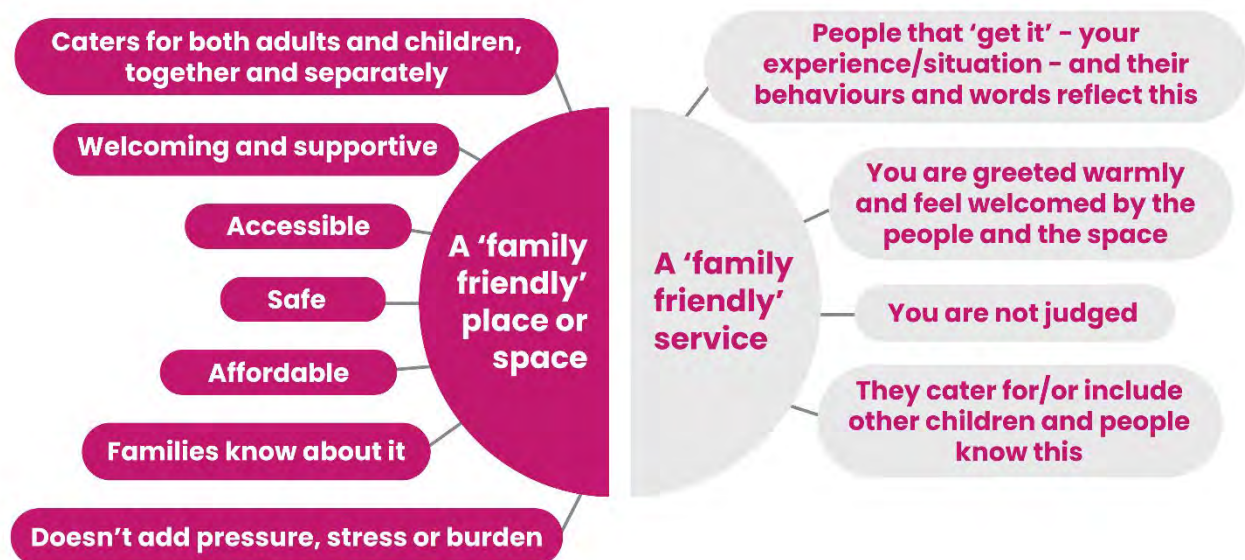 Caters for both adults and children,
together and separately
Welcoming and supportive
Accessible
Safe
Affordable
Families know about it
Doesn’t add pressure, stress or burden
A ‘family
friendly’
place or
space
A ‘family
friendly’
service
People that ‘get it’ - your
experience/situation - and their
behaviours and words reflect this
You are greeted warmly
and feel welcomed by the
people and the space
You are not judged
They cater for/or include
other children and people
know this